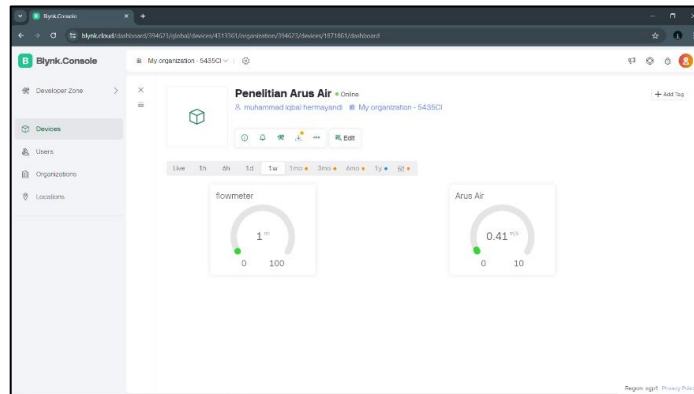 Blynk.Console
blynk.cloud/dashboard/394623/global/devices/4313361/organization/394623/devices/1871861/dashboard
Blynk.Console
My organization - 5435CI
Developer Zone
Devices
Users
Organizations
Locations
Penelitian Arus Air
Online
muhammad iqbal hermayandi My organization - 5435CI
Edit
+ Add Tag
Live 1h 6h 1d 1w 1mo 3mo 6mo 1y
flowmeter
1 m
0 100
Arus Air
0.41 m/s
0 10
Region: sgp1 Privacy Policy